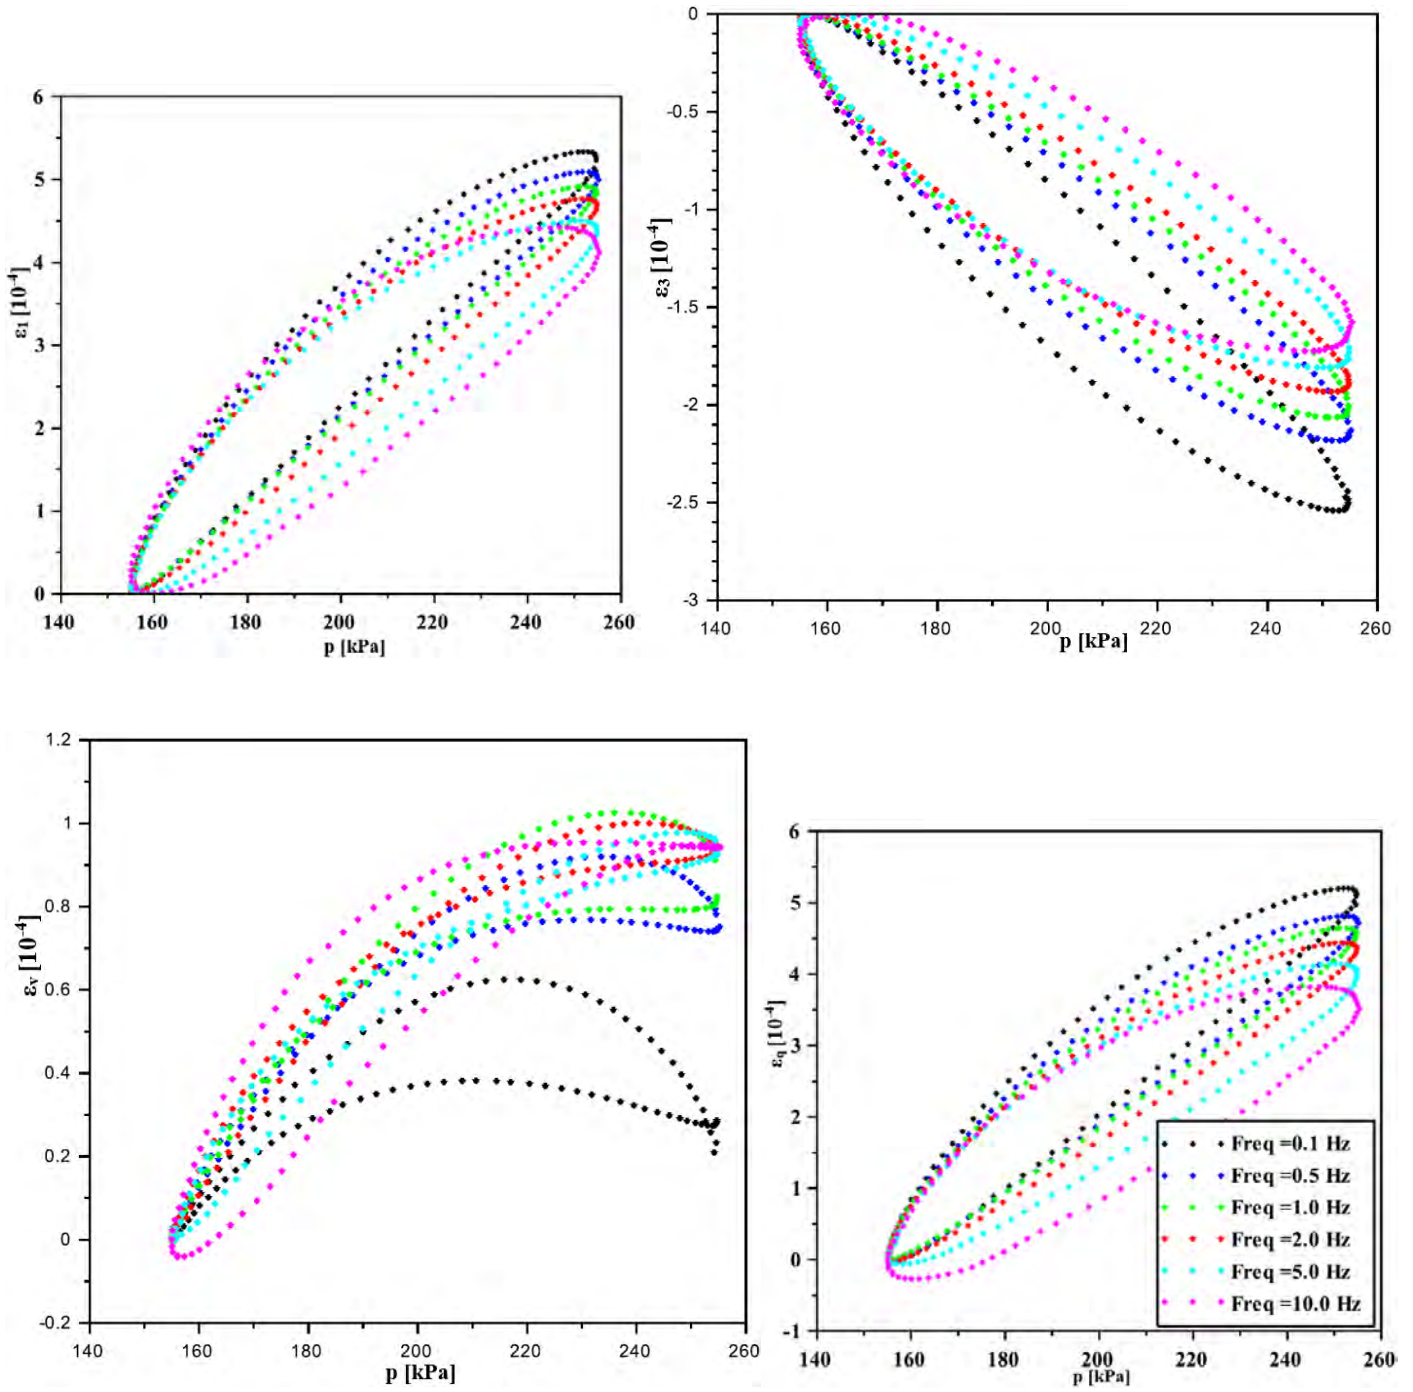 6
5
4
3
2
1
0
ε1 [10-4]
140 160 180 200 220 240 260
p [kPa]
0
-0.5
-1
-1.5
-2
-2.5
-3
ε3 [10-4]
140 160 180 200 220 240 260
p [kPa]
1.2
1
0.8
0.6
0.4
0.2
0
-0.2
εv [10-4]
140 160 180 200 220 240 260
p [kPa]
6
5
4
3
2
1
0
-1
εq [10-4]
Freq =0.1 Hz
Freq =0.5 Hz
Freq =1.0 Hz
Freq =2.0 Hz
Freq =5.0 Hz
Freq =10.0 Hz
140 160 180 200 220 240 260
p [kPa]